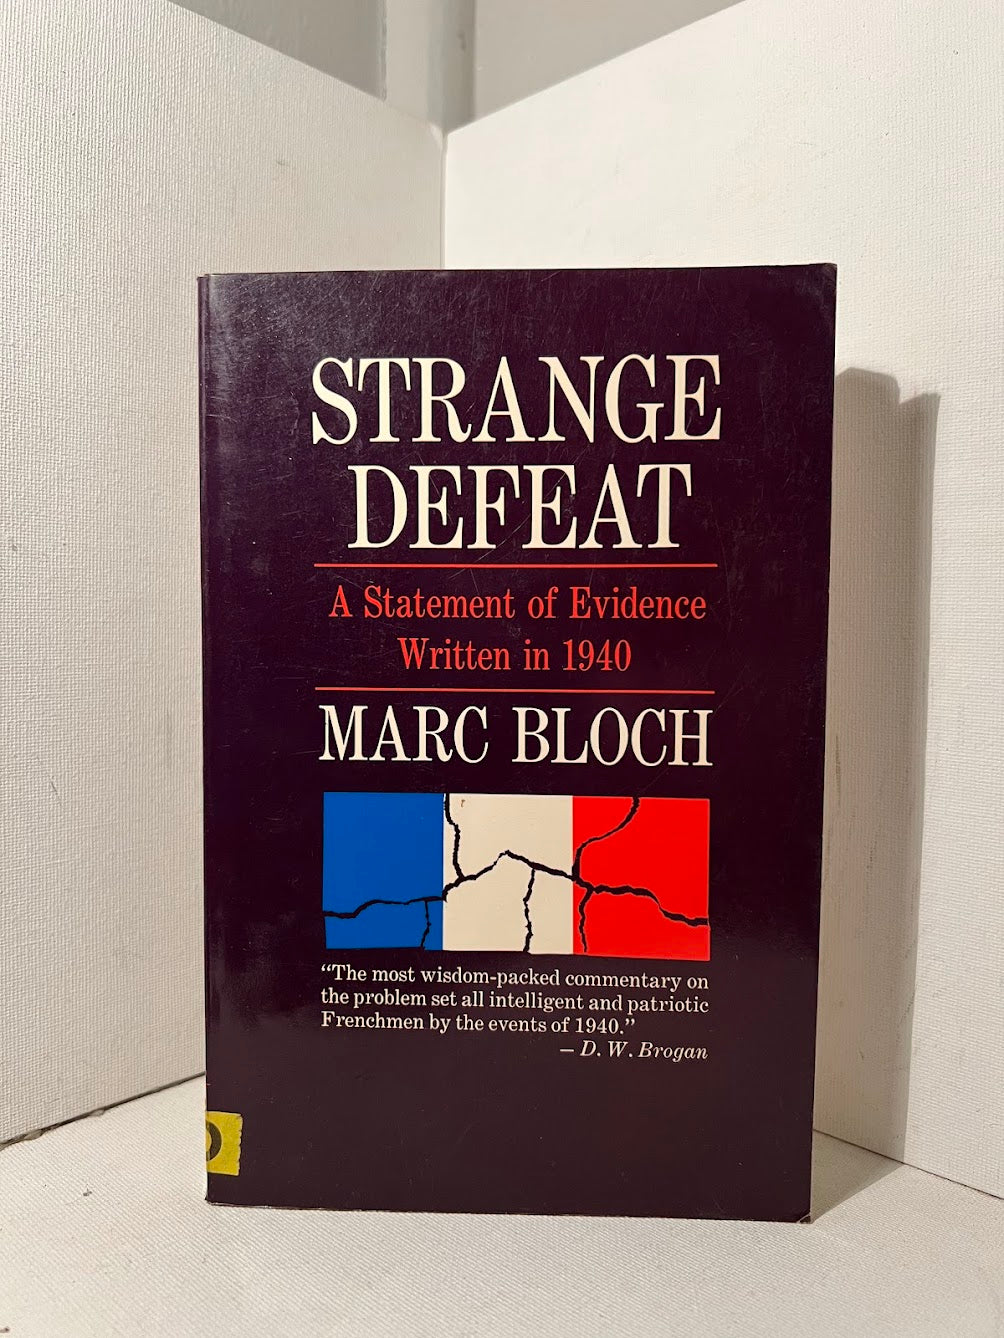 STRANGE
DEFEAT
A Statement of Evidence
Written in 1940
MARC BLOCH
“The most wisdom-packed commentary on
the problem set all intelligent and patriotic
Frenchmen by the events of 1940.”
– D. W. Brogan